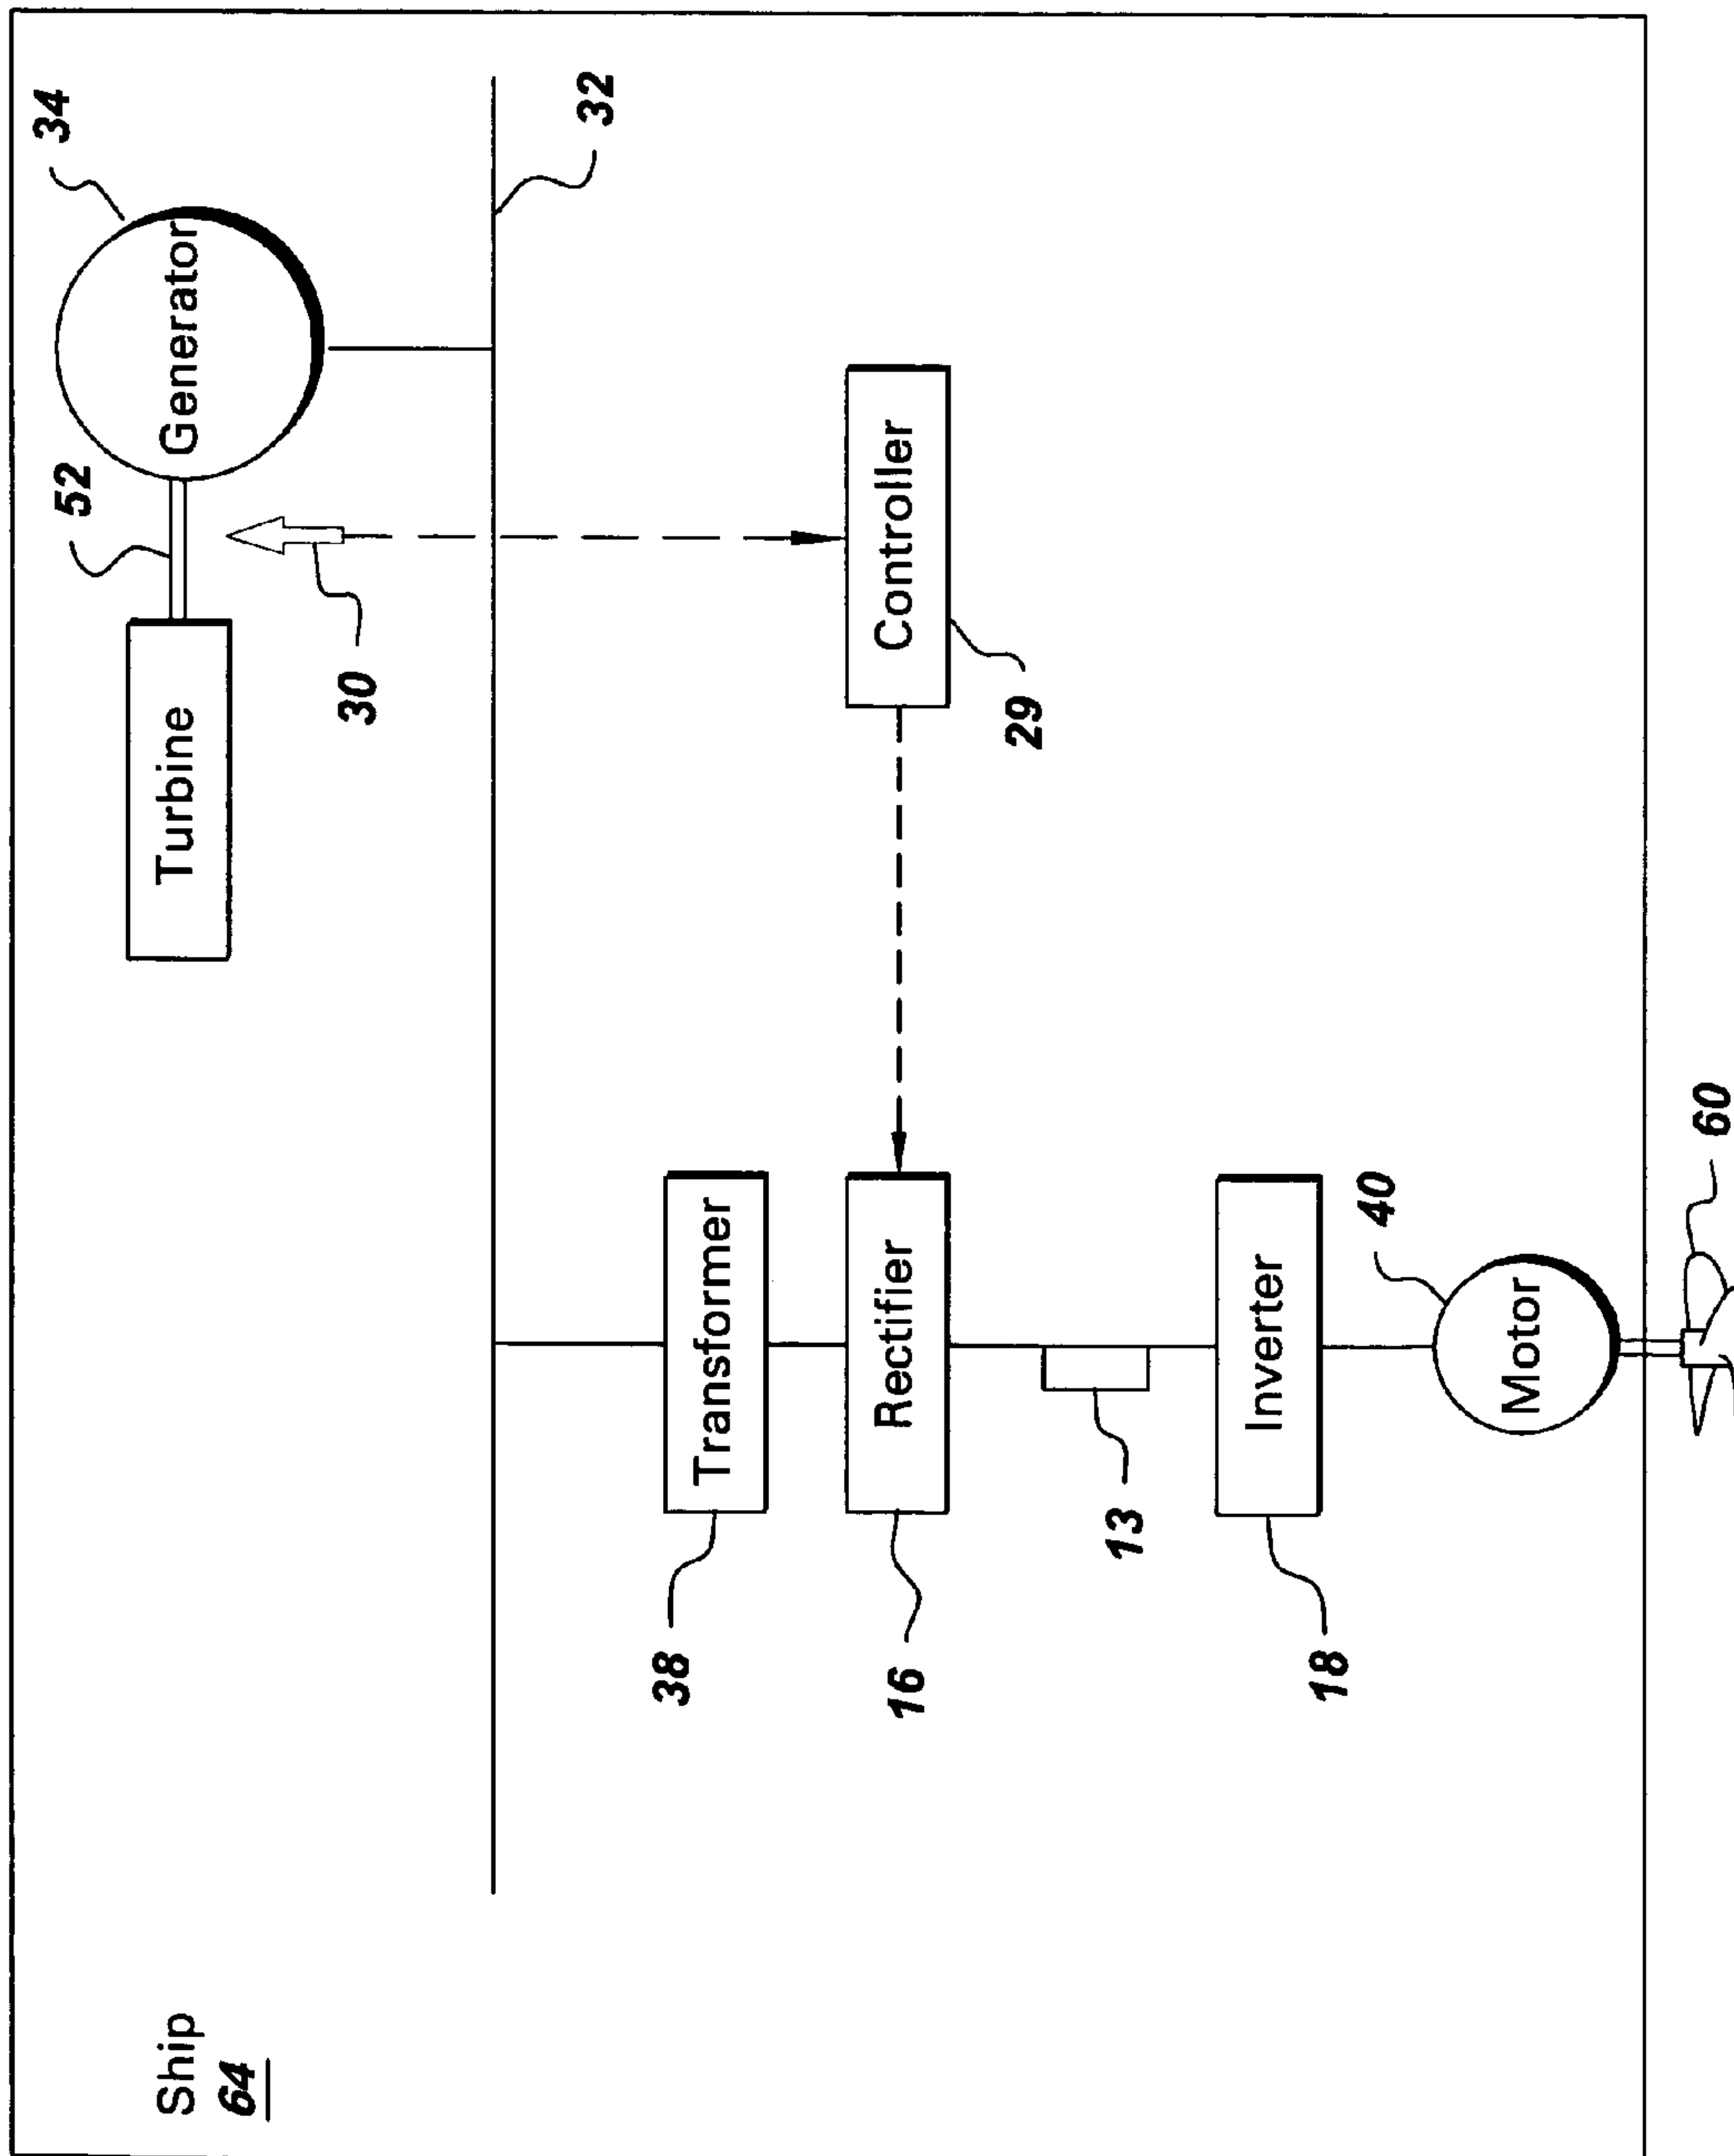 34
52
Ship
Turbine
Generator
64
30
32
38
Transformer
16
Rectifier
Controller
29
13
Inverter
18
40
Motor
60